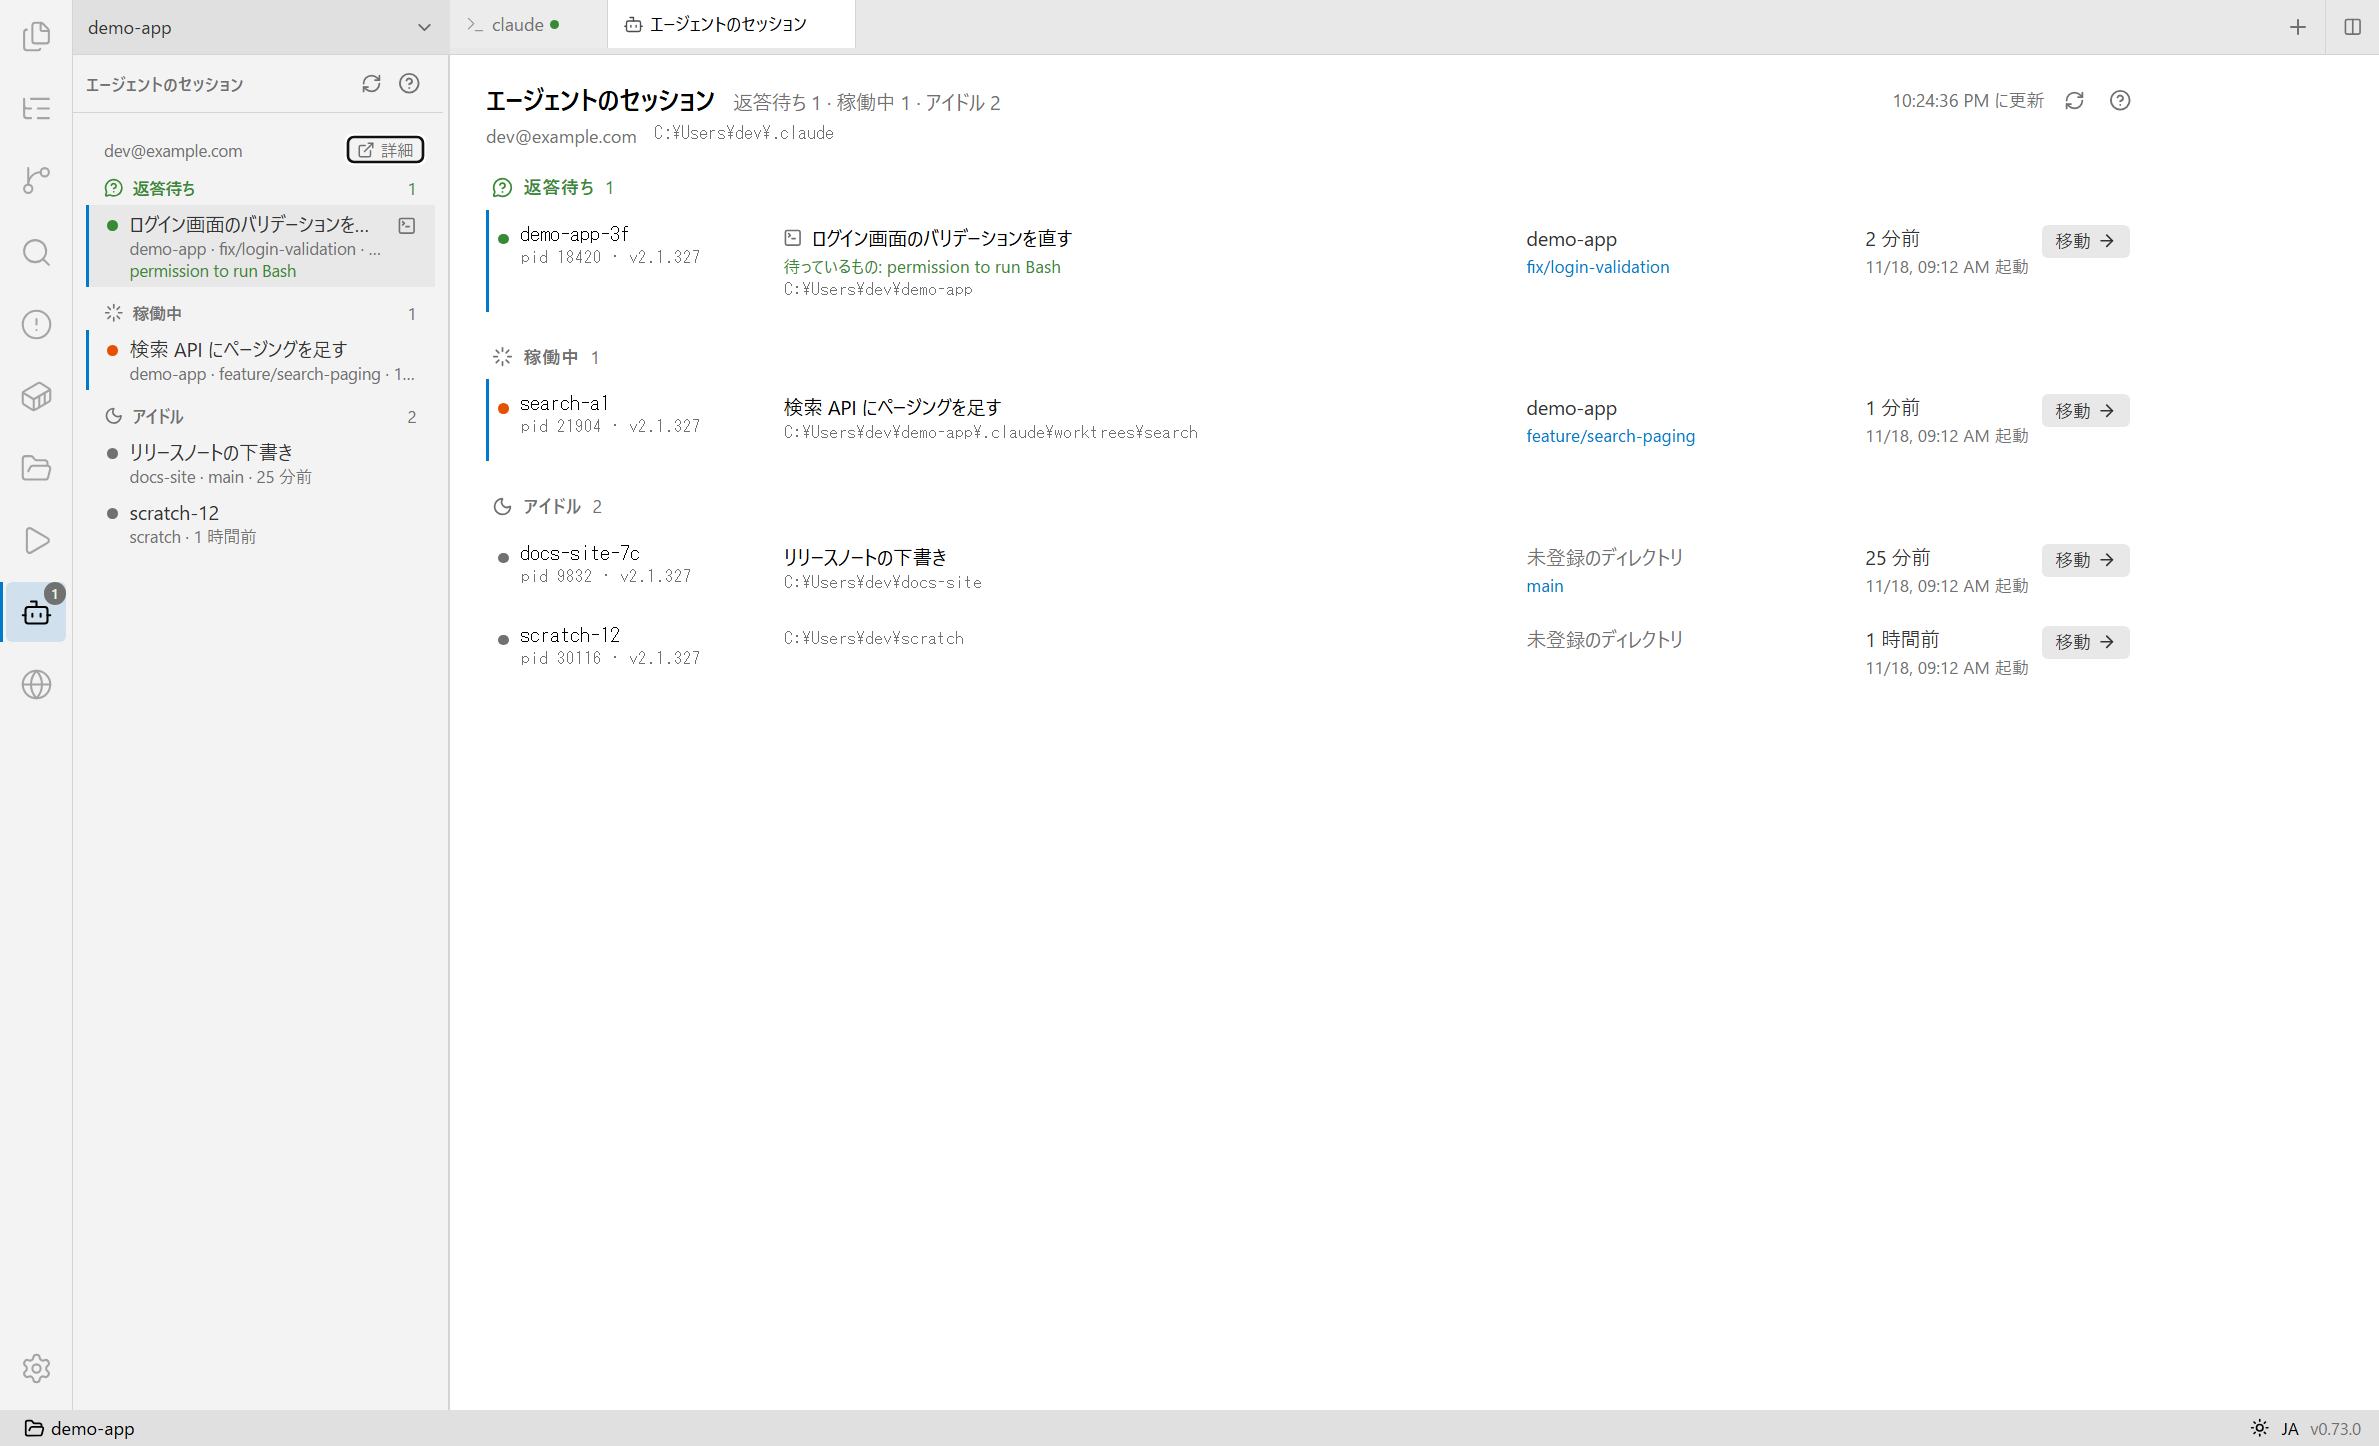 demo-app
claude
エージェントのセッション
エージェントのセッション
dev@example.com
詳細
返答待ち 1
ログイン画面のバリデーションを...
demo-app · fix/login-validation · ...
permission to run Bash
稼働中 1
検索 API にページングを足す
demo-app · feature/search-paging · 1...
アイドル 2
リリースノートの下書き
docs-site · main · 25 分前
scratch-12
scratch · 1 時間前
1
エージェントのセッション 返答待ち 1 · 稼働中 1 · アイドル 2
10:24:36 PM に更新
dev@example.com C:¥Users¥dev¥.claude
返答待ち 1
demo-app-3f
pid 18420 · v2.1.327
ログイン画面のバリデーションを直す
待っているもの: permission to run Bash
C:¥Users¥dev¥demo-app
demo-app
fix/login-validation
2 分前
11/18, 09:12 AM 起動
移動
稼働中 1
search-a1
pid 21904 · v2.1.327
検索 API にページングを足す
C:¥Users¥dev¥demo-app¥.claude¥worktrees¥search
demo-app
feature/search-paging
1 分前
11/18, 09:12 AM 起動
移動
アイドル 2
docs-site-7c
pid 9832 · v2.1.327
リリースノートの下書き
C:¥Users¥dev¥docs-site
未登録のディレクトリ
main
25 分前
11/18, 09:12 AM 起動
移動
scratch-12
pid 30116 · v2.1.327
C:¥Users¥dev¥scratch
未登録のディレクトリ
1 時間前
11/18, 09:12 AM 起動
移動
demo-app
JA v0.73.0